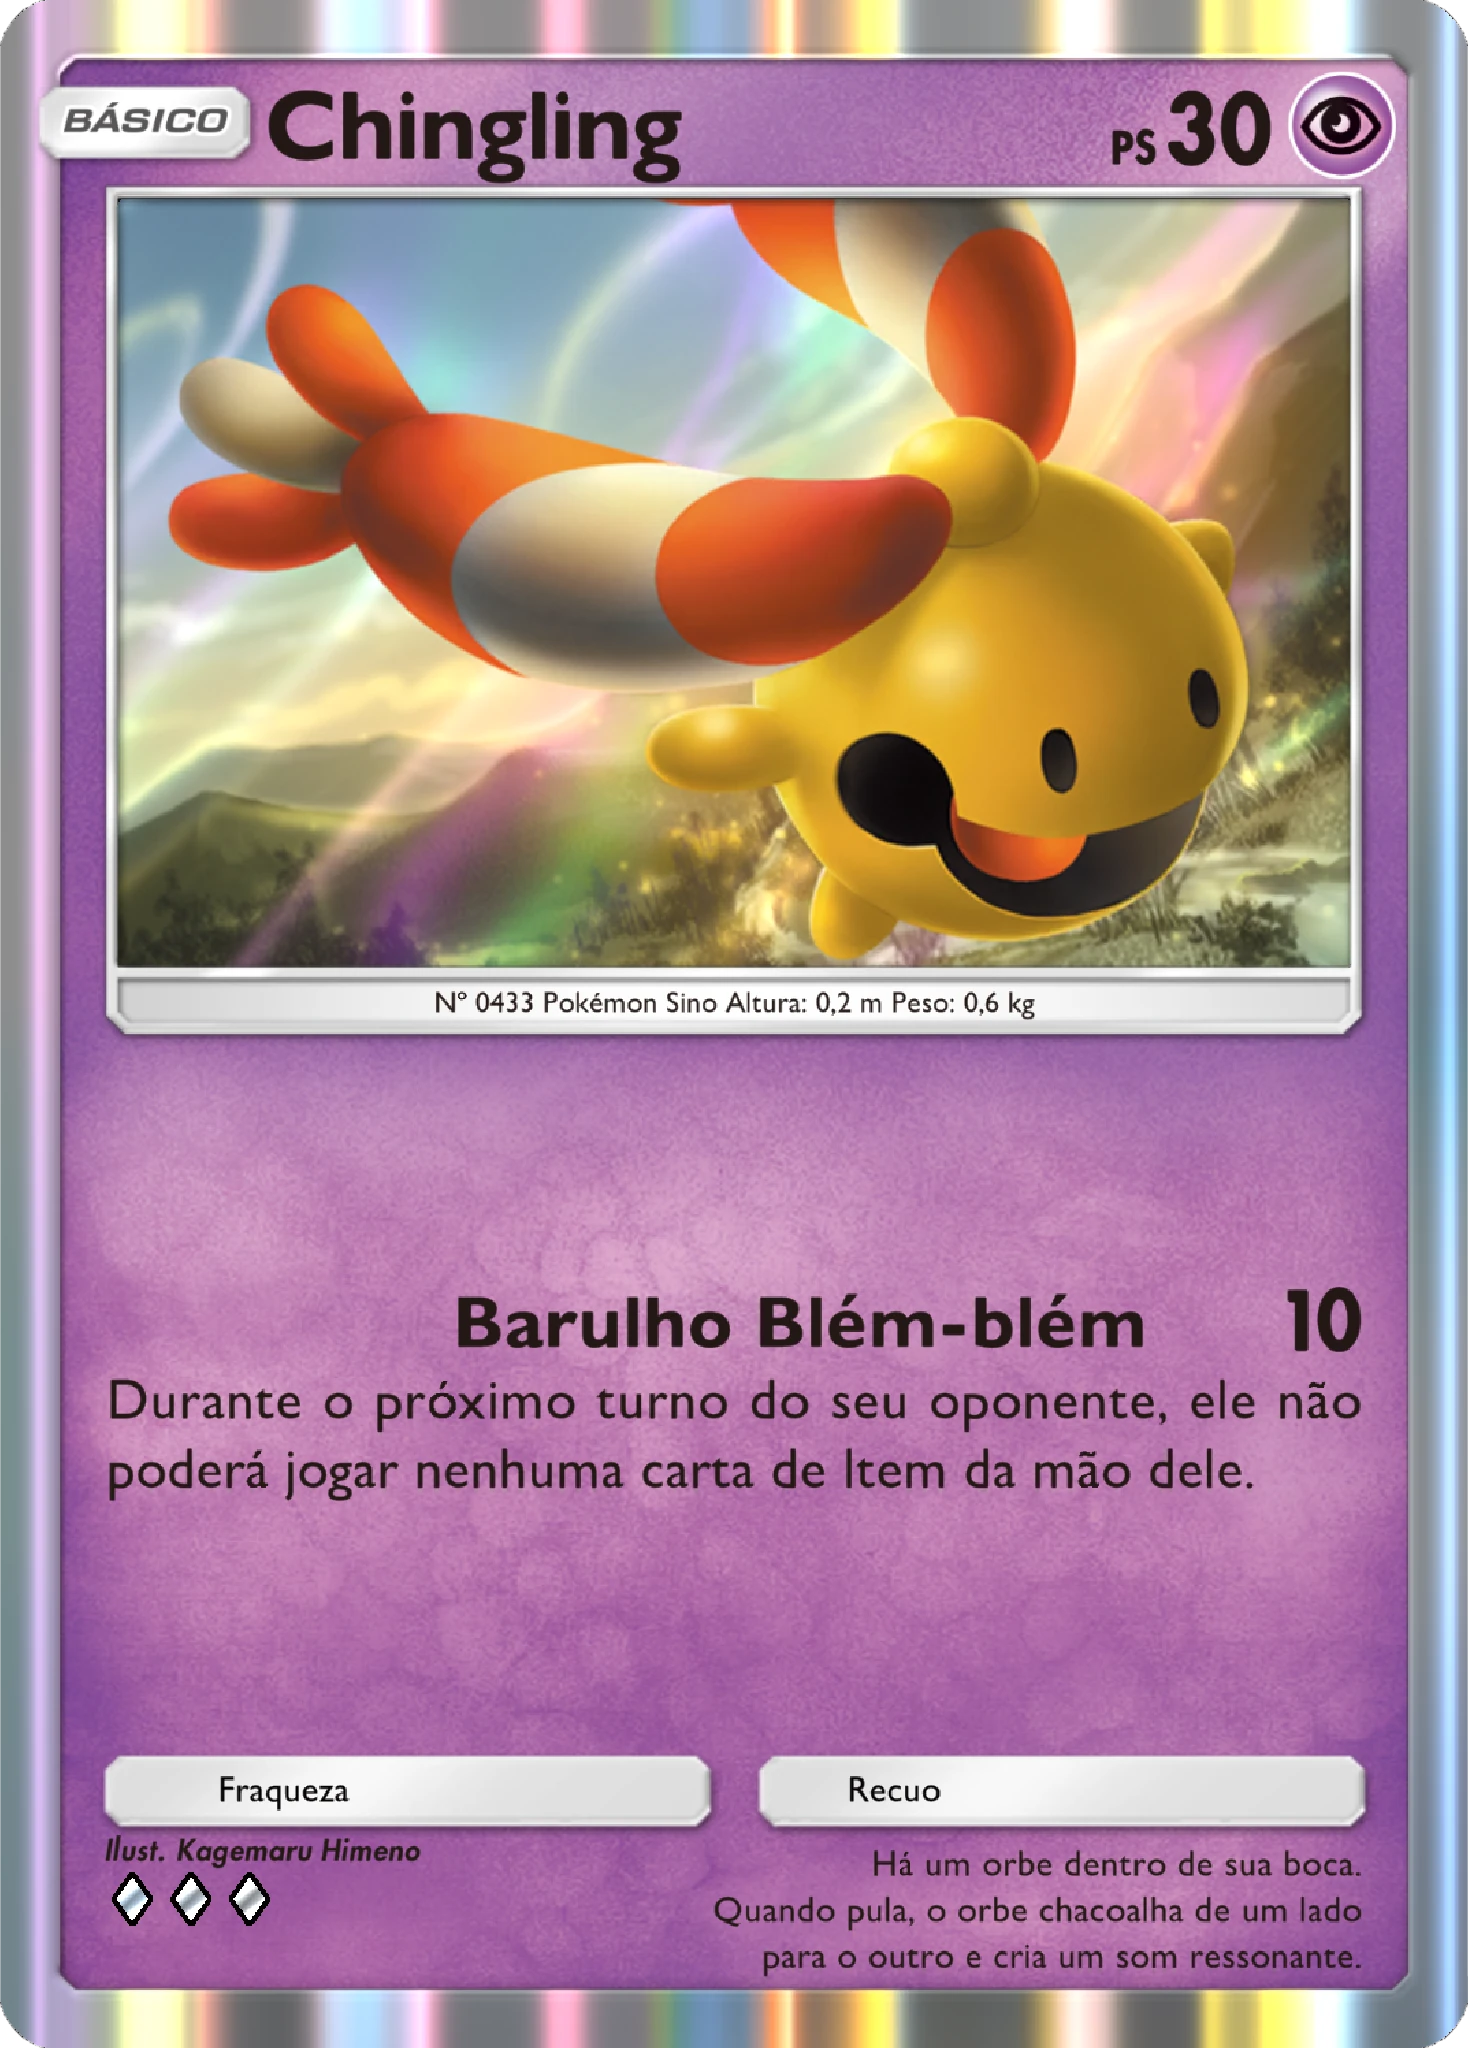 BÁSICO Chingling PS 30
Nº 0433 Pokémon Sino Altura: 0,2 m Peso: 0,6 kg
Barulho Blém-blém 10
Durante o próximo turno do seu oponente, ele não
poderá jogar nenhuma carta de Item da mão dele.
Fraqueza
Recuo
Ilust. Kagemaru Himeno
Há um orbe dentro de sua boca.
Quando pula, o orbe chacoalha de um lado
para o outro e cria um som ressonante.